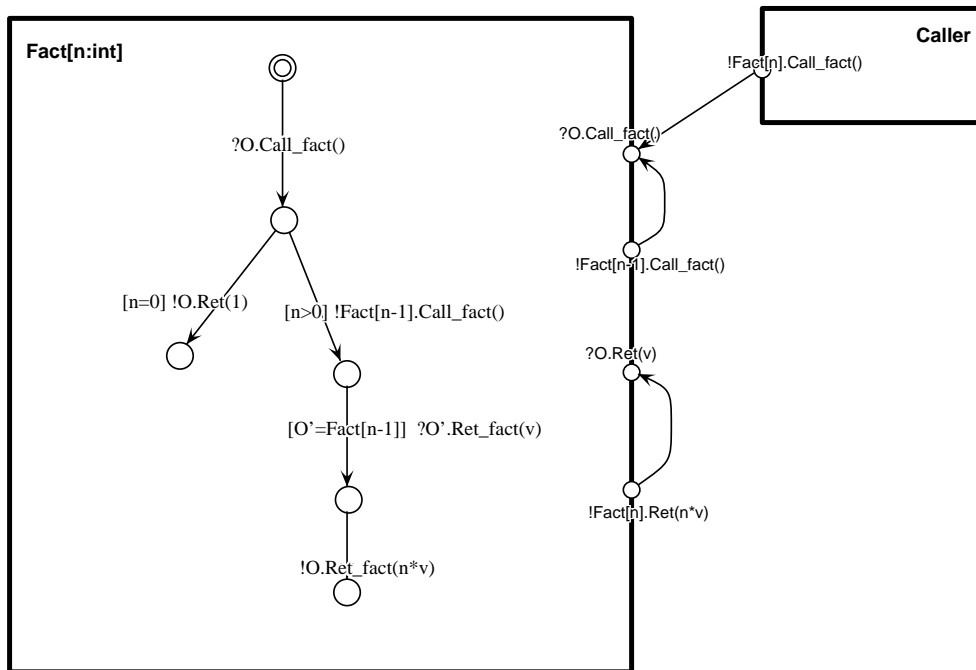 Fact[n:int]
Caller
!Fact[n].Call_fact()
?O.Call_fact()
?O.Call_fact()
!Fact[n-1].Call_fact()
[n=0] !O.Ret(1)
[n>0] !Fact[n-1].Call_fact()
?O.Ret(v)
[O’=Fact[n-1]] ?O’.Ret_fact(v)
!Fact[n].Ret(n*v)
!O.Ret_fact(n*v)